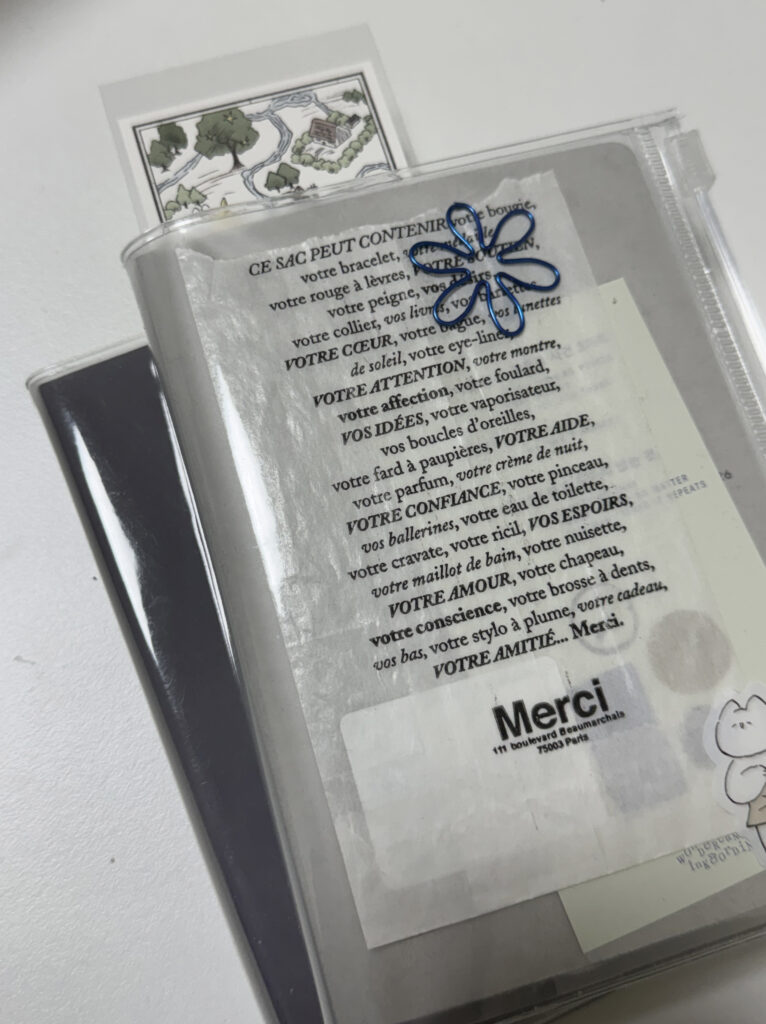 CE SAC PEUT CONTENIR votre bougie,
votre bracelet, votre médaille,
votre rouge à lèvres, VOTRE SOUTIEN,
votre peigne, vos désirs,
votre collier, vos livres, vos barrettes
VOTRE CŒUR, votre bague, vos lunettes
de soleil, votre eye-liner,
VOTRE ATTENTION, votre montre,
votre affection, votre foulard,
VOS IDÉES, votre vaporisateur,
vos boucles d'oreilles,
votre fard à paupières, VOTRE AIDE,
votre parfum, votre crème de nuit,
VOTRE CONFIANCE, votre pinceau,
vos ballerines, votre eau de toilette,
votre cravate, votre ricil, VOS ESPOIRS,
votre maillot de bain, votre nuisette,
VOTRE AMOUR, votre chapeau,
votre conscience, votre brosse à dents,
vos bas, votre stylo à plume, votre cadeau,
VOTRE AMITIÉ... Merci.
Merci
111 boulevard Beaumarchais
75003 Paris
REPEATS